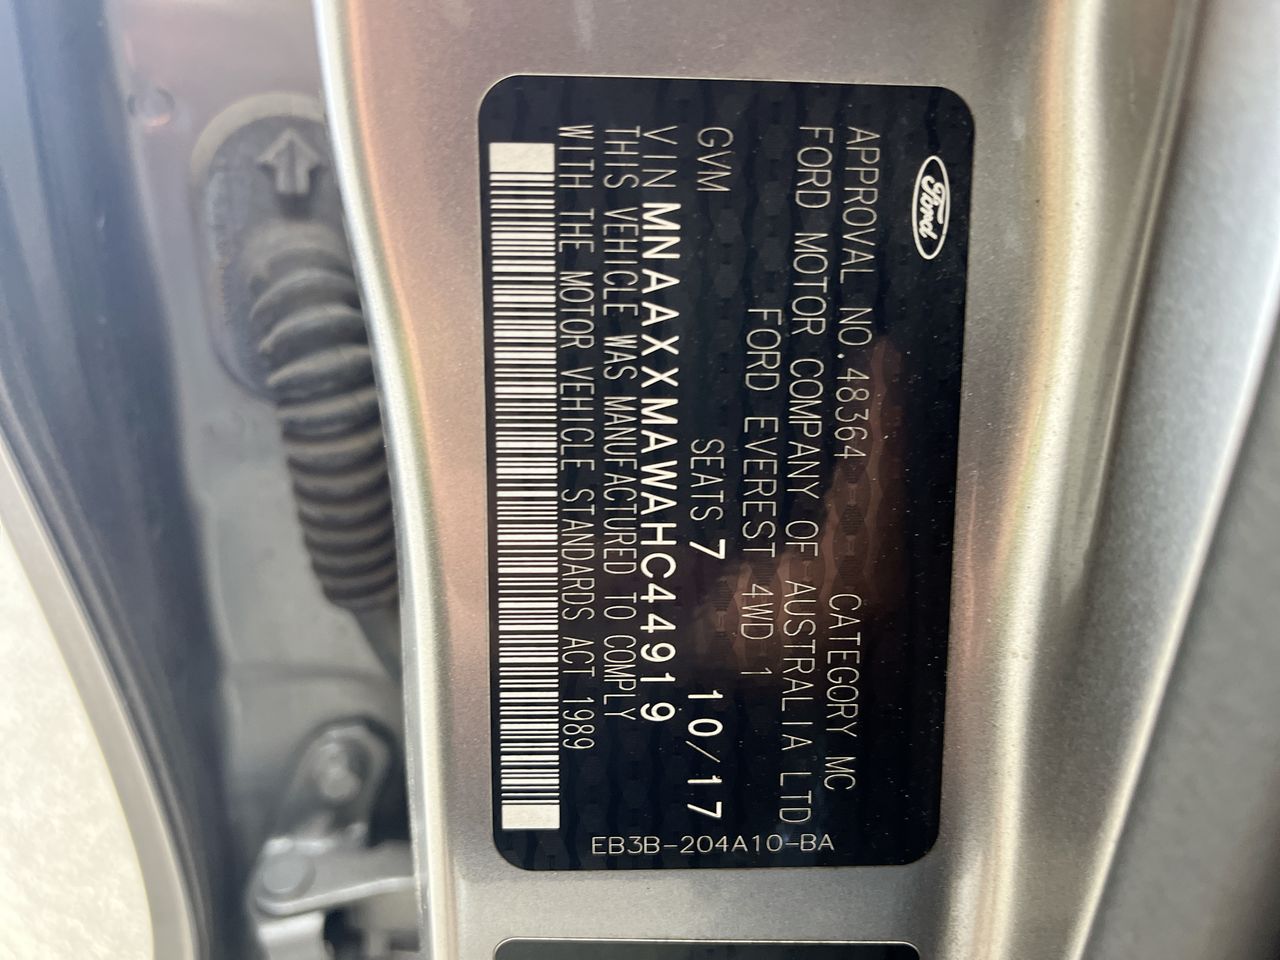 Ford
APPROVAL NO.48364 CATEGORY MC
FORD MOTOR COMPANY OF AUSTRALIA LTD
FORD EVEREST 4WD 1
GVM SEATS 7 10/17
VIN MNAAXXMAWAHC44919
THIS VEHICLE WAS MANUFACTURED TO COMPLY
WITH THE MOTOR VEHICLE STANDARDS ACT 1989
EB3B-204A10-BA